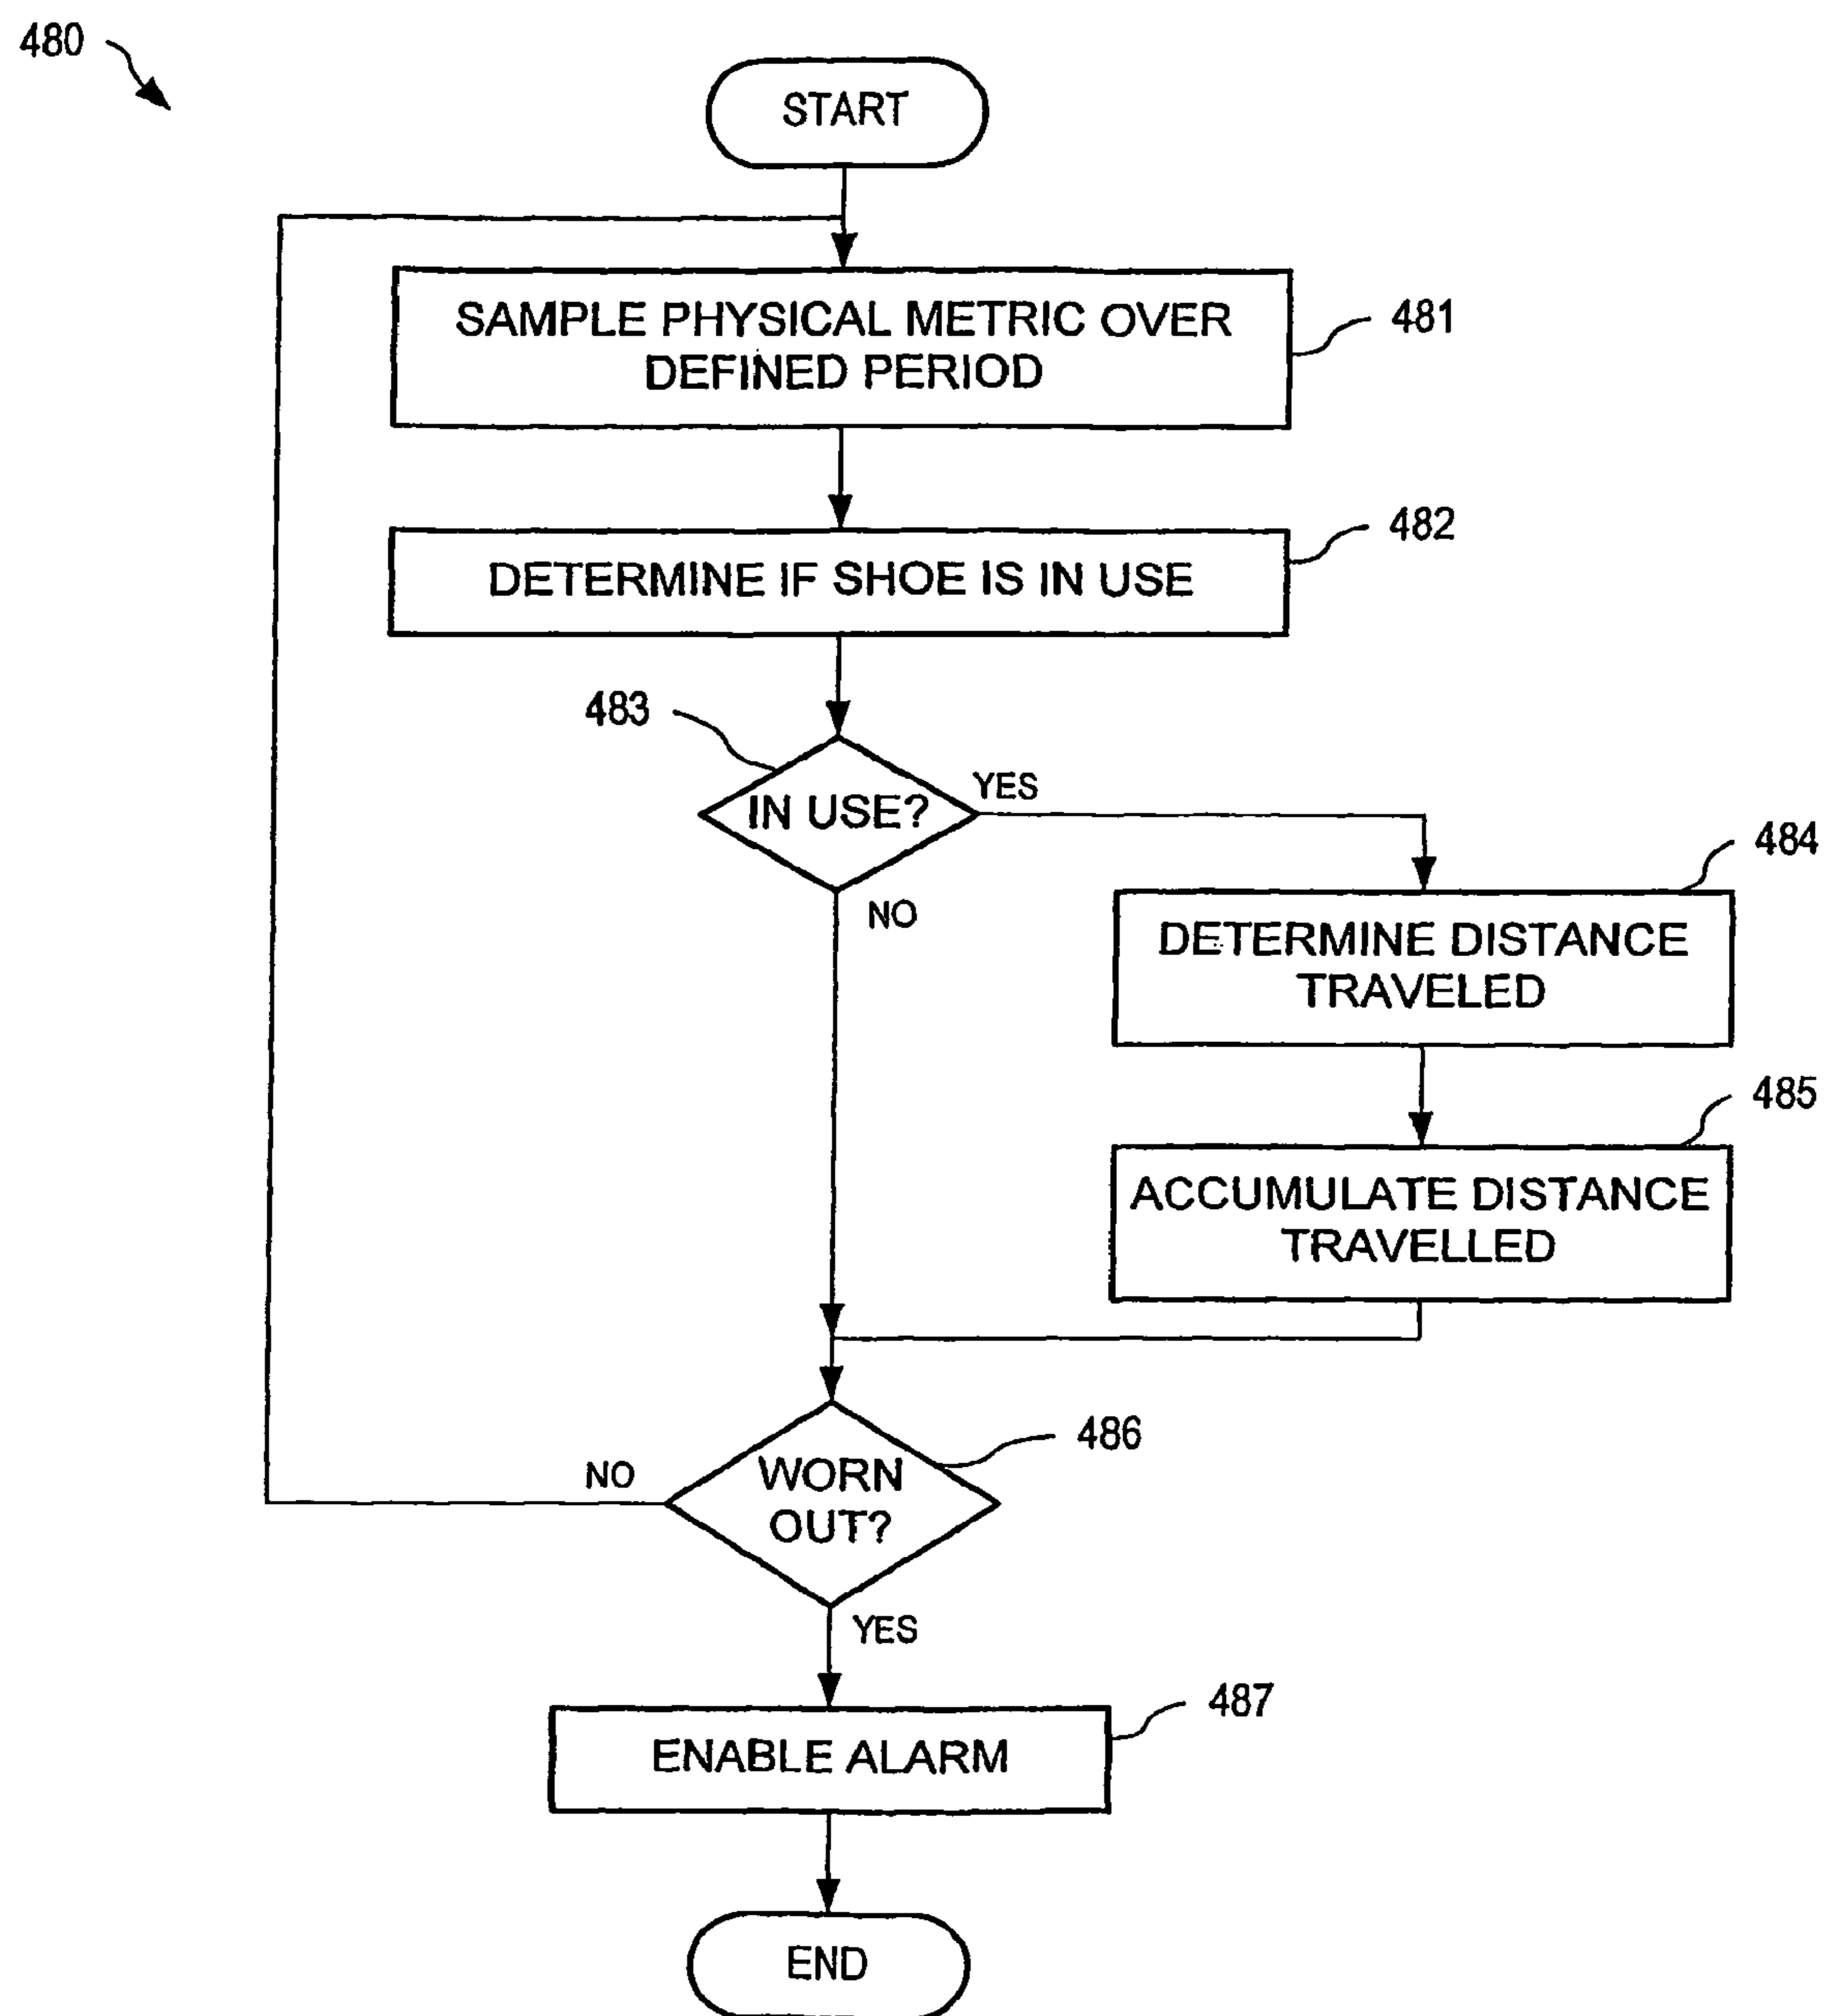 480
START
SAMPLE PHYSICAL METRIC OVER
DEFINED PERIOD
481
DETERMINE IF SHOE IS IN USE
482
483
IN USE?
YES
NO
484
DETERMINE DISTANCE
TRAVELED
485
ACCUMULATE DISTANCE
TRAVELLED
486
WORN
OUT?
NO
YES
487
ENABLE ALARM
END